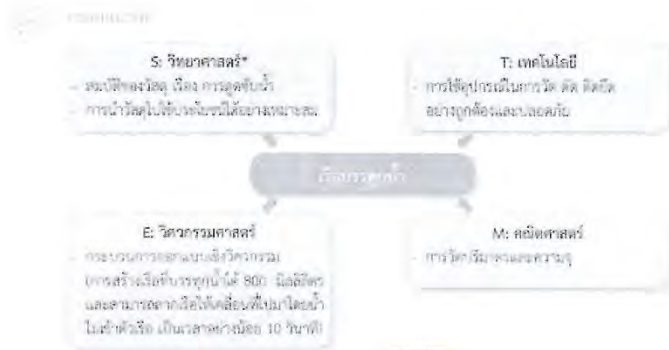 S: วิทยาศาสตร์*
- สมบัติของวัสดุ เรื่อง การดูดซับน้ำ
- การนำวัสดุไปใช้ประโยชน์ได้อย่างเหมาะสม
T: เทคโนโลยี
- การใช้อุปกรณ์ในการวัด ตัด ติดยึด
อย่างถูกต้องและปลอดภัย
เรือบรรทุกน้ำ
E: วิศวกรรมศาสตร์
- กระบวนการออกแบบเชิงวิศวกรรม
(การสร้างเรือที่บรรทุกน้ำได้ 800 มิลลิลิตร
และสามารถลากเรือให้เคลื่อนที่ไปมาโดยน้ำ
ไม่เข้าตัวเรือ เป็นเวลาอย่างน้อย 10 วินาที)
M: คณิตศาสตร์
- การวัดปริมาตรและความจุ